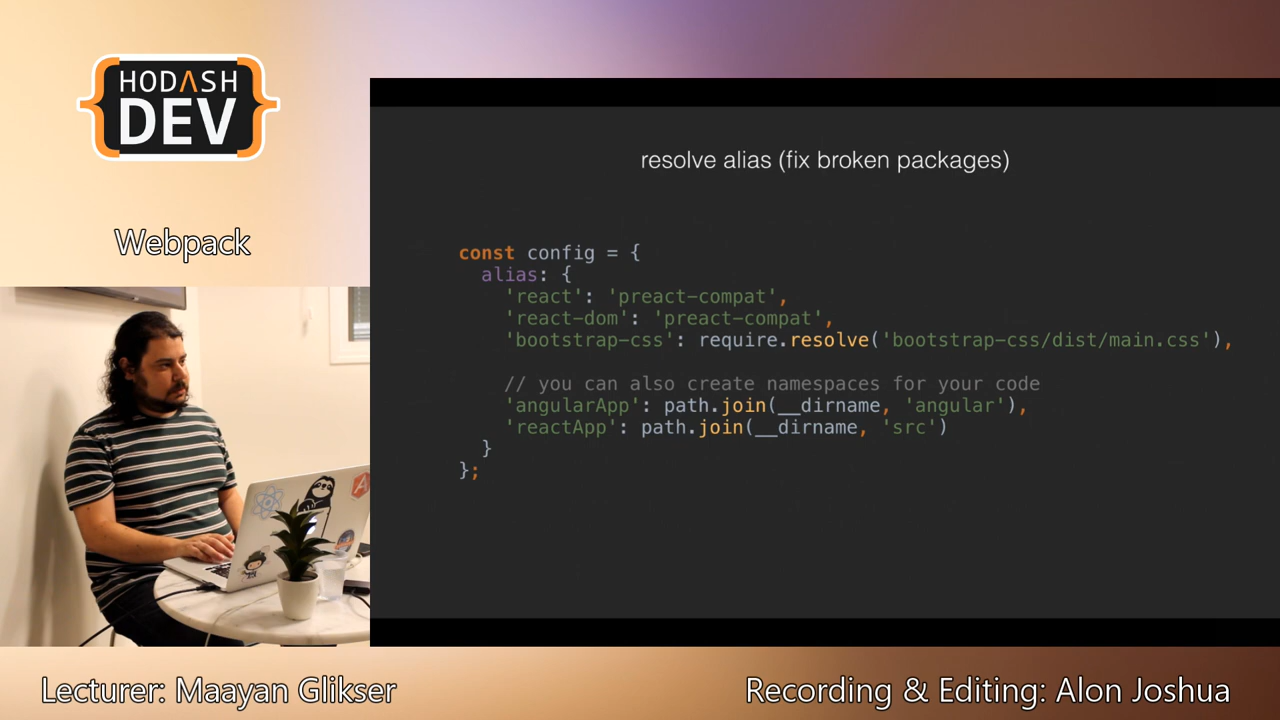 HODASH
DEV
Webpack
resolve alias (fix broken packages)
const config = {
alias: {
'react': 'preact-compat',
'react-dom': 'preact-compat',
'bootstrap-css': require.resolve('bootstrap-css/dist/main.css'),
// you can also create namespaces for your code
'angularApp': path.join(__dirname, 'angular'),
'reactApp': path.join(__dirname, 'src')
}
};
Lecturer: Maayan Glikser
Recording & Editing: Alon Joshua